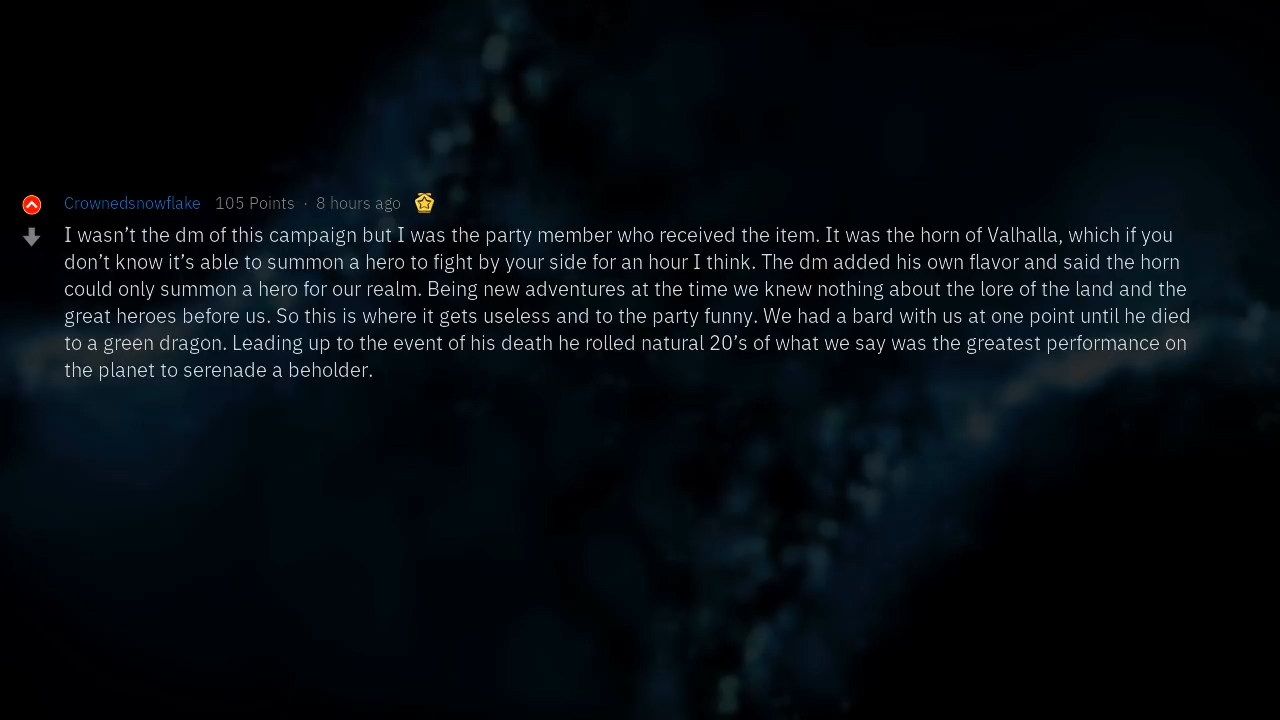 Crownedsnowflake 105 Points · 8 hours ago
I wasn’t the dm of this campaign but I was the party member who received the item. It was the horn of Valhalla, which if you
don’t know it’s able to summon a hero to fight by your side for an hour I think. The dm added his own flavor and said the horn
could only summon a hero for our realm. Being new adventures at the time we knew nothing about the lore of the land and the
great heroes before us. So this is where it gets useless and to the party funny. We had a bard with us at one point until he died
to a green dragon. Leading up to the event of his death he rolled natural 20’s of what we say was the greatest performance on
the planet to serenade a beholder.